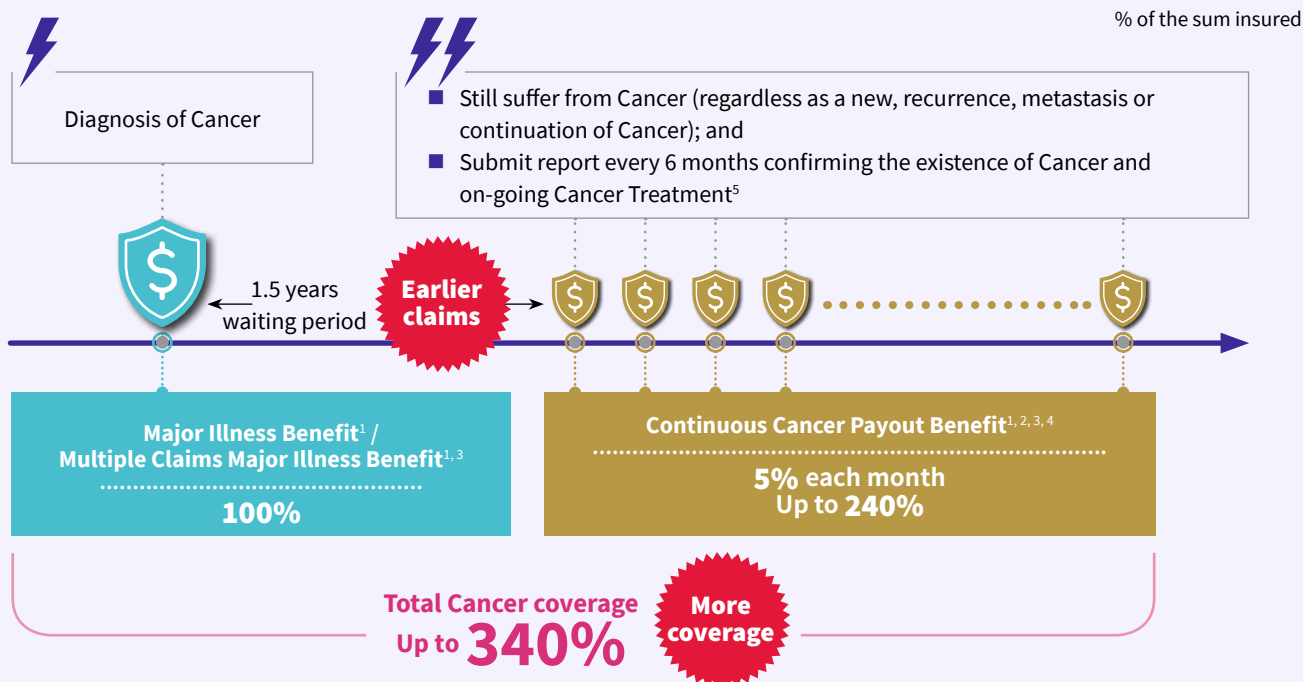 % of the sum insured
Diagnosis of Cancer
■ Still suffer from Cancer (regardless as a new, recurrence, metastasis or
continuation of Cancer); and
■ Submit report every 6 months confirming the existence of Cancer and
on-going Cancer Treatment5
$
1.5 years
waiting period
Earlier
claims
$
$
$
$
$
Major Illness Benefit1 /
Multiple Claims Major Illness Benefit1, 3
100%
Continuous Cancer Payout Benefit1, 2, 3, 4
5% each month
Up to 240%
Total Cancer coverage
Up to 340%
More
coverage